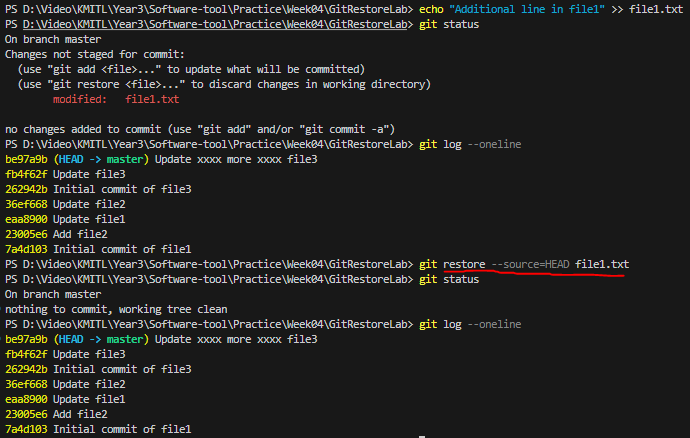 PS D:\Video\KMITL\Year3\Software-tool\Practice\Week04\GitRestoreLab> echo "Additional line in file1" >> file1.txt
PS D:\Video\KMITL\Year3\Software-tool\Practice\Week04\GitRestoreLab> git status
On branch master
Changes not staged for commit:
  (use "git add <file>..." to update what will be committed)
  (use "git restore <file>..." to discard changes in working directory)
        modified:   file1.txt

no changes added to commit (use "git add" and/or "git commit -a")
PS D:\Video\KMITL\Year3\Software-tool\Practice\Week04\GitRestoreLab> git log --oneline
be97a9b (HEAD -> master) Update xxxx more xxxx file3
fb4f62f Update file3
262942b Initial commit of file3
36ef668 Update file2
eaa8900 Update file1
23005e6 Add file2
7a4d103 Initial commit of file1
PS D:\Video\KMITL\Year3\Software-tool\Practice\Week04\GitRestoreLab> git restore --source=HEAD file1.txt
PS D:\Video\KMITL\Year3\Software-tool\Practice\Week04\GitRestoreLab> git status
On branch master
nothing to commit, working tree clean
PS D:\Video\KMITL\Year3\Software-tool\Practice\Week04\GitRestoreLab> git log --oneline
be97a9b (HEAD -> master) Update xxxx more xxxx file3
fb4f62f Update file3
262942b Initial commit of file3
36ef668 Update file2
eaa8900 Update file1
23005e6 Add file2
7a4d103 Initial commit of file1